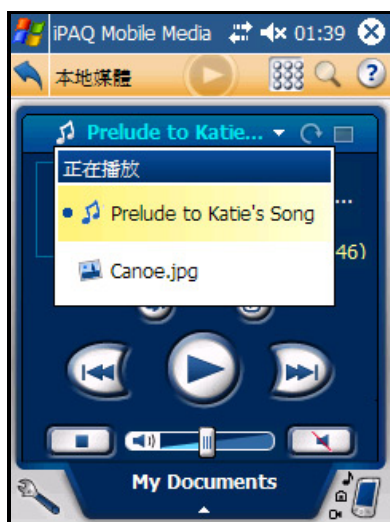 iPAQ Mobile Media 01:39
本地媒體
?
Prelude to Katie...
正在播放
Prelude to Katie's Song
...
Canoe.jpg
46)
My Documents